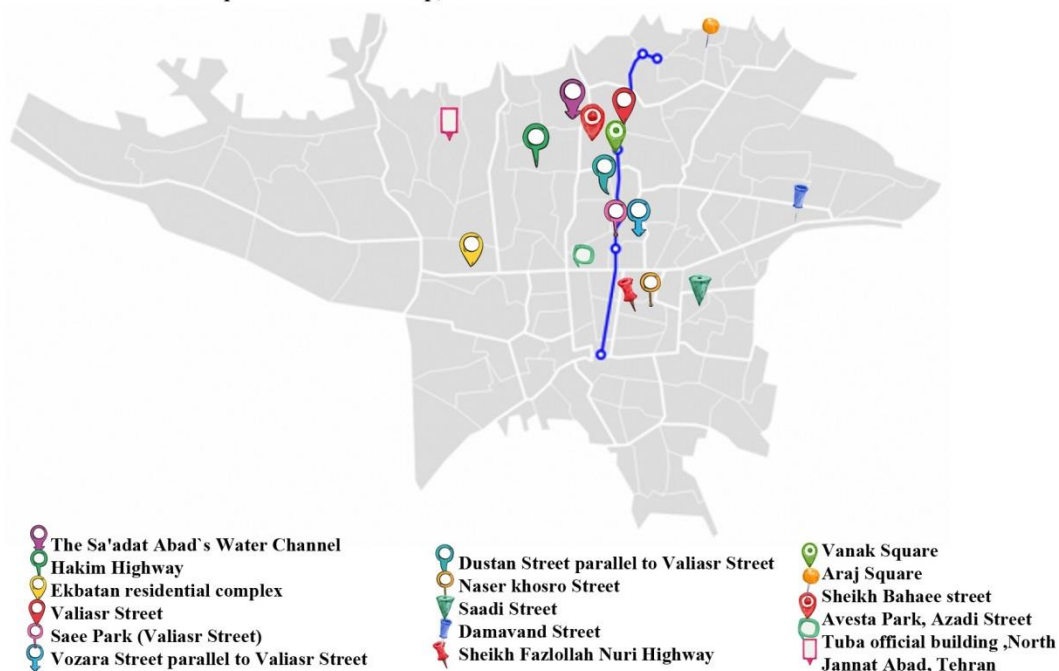 The Sa'adat Abad`s Water Channel
Hakim Highway
Ekbatan residential complex
Valiasr Street
Saee Park (Valiasr Street)
Vozara Street parallel to Valiasr Street
Dustan Street parallel to Valiasr Street
Naser khosro Street
Saadi Street
Damavand Street
Sheikh Fazlollah Nuri Highway
Vanak Square
Araj Square
Sheikh Bahaee street
Avesta Park, Azadi Street
Tuba official building ,North
Jannat Abad, Tehran